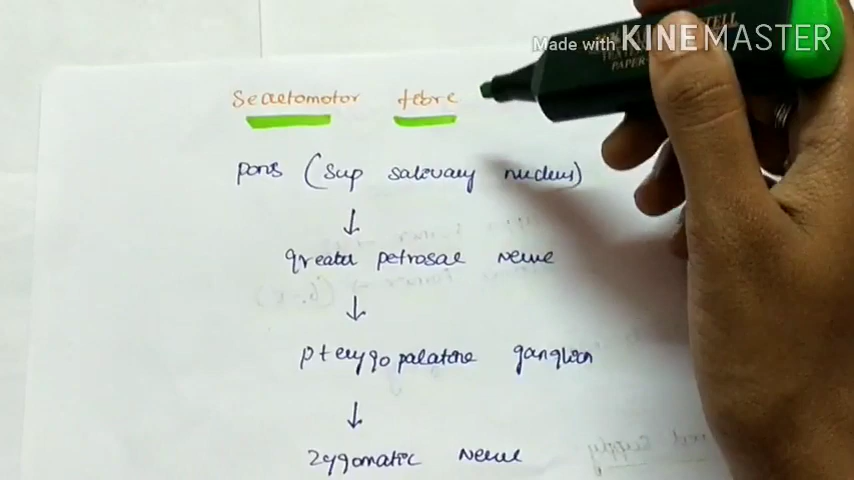 Made with KINEMASTER
Secretomotor fibre
pons (sup salivary nucleus)
↓
greater petrosal nerve
↓
pterygopalatine ganglion
↓
zygomatic nerve